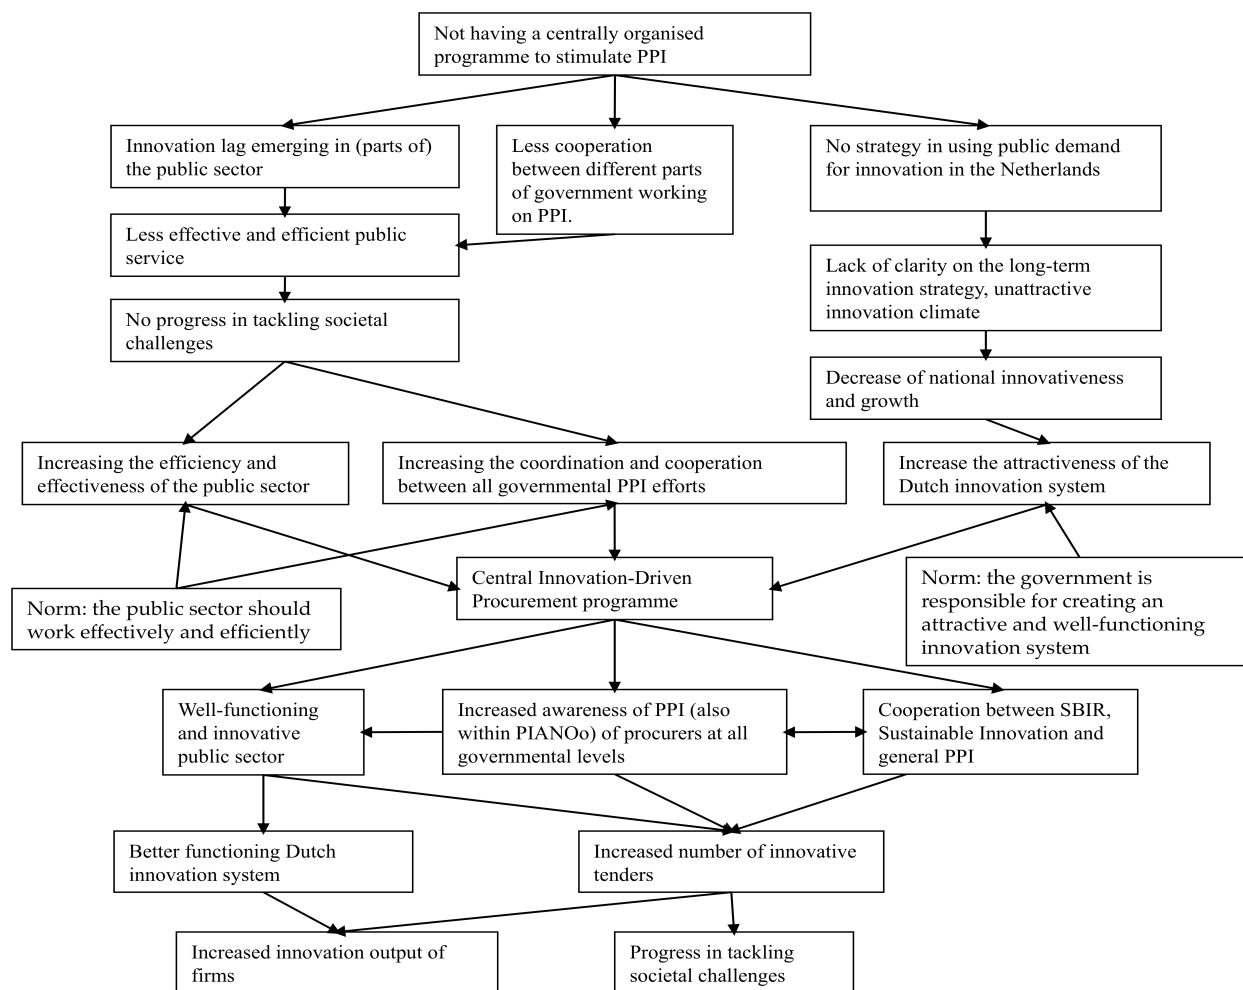 Not having a centrally organised
programme to stimulate PPI
Innovation lag emerging in (parts of)
the public sector
Less cooperation
between different parts
of government working
on PPI.
No strategy in using public demand
for innovation in the Netherlands
Less effective and efficient public
service
Lack of clarity on the long-term
innovation strategy, unattractive
innovation climate
No progress in tackling societal
challenges
Decrease of national innovativeness
and growth
Increasing the efficiency and
effectiveness of the public sector
Increasing the coordination and cooperation
between all governmental PPI efforts
Increase the attractiveness of the
Dutch innovation system
Norm: the public sector should
work effectively and efficiently
Central Innovation-Driven
Procurement programme
Norm: the government is
responsible for creating an
attractive and well-functioning
innovation system
Well-functioning
and innovative
public sector
Increased awareness of PPI (also
within PIANOo) of procurers at all
governmental levels
Cooperation between SBIR,
Sustainable Innovation and
general PPI
Better functioning Dutch
innovation system
Increased number of innovative
tenders
Increased innovation output of
firms
Progress in tackling
societal challenges